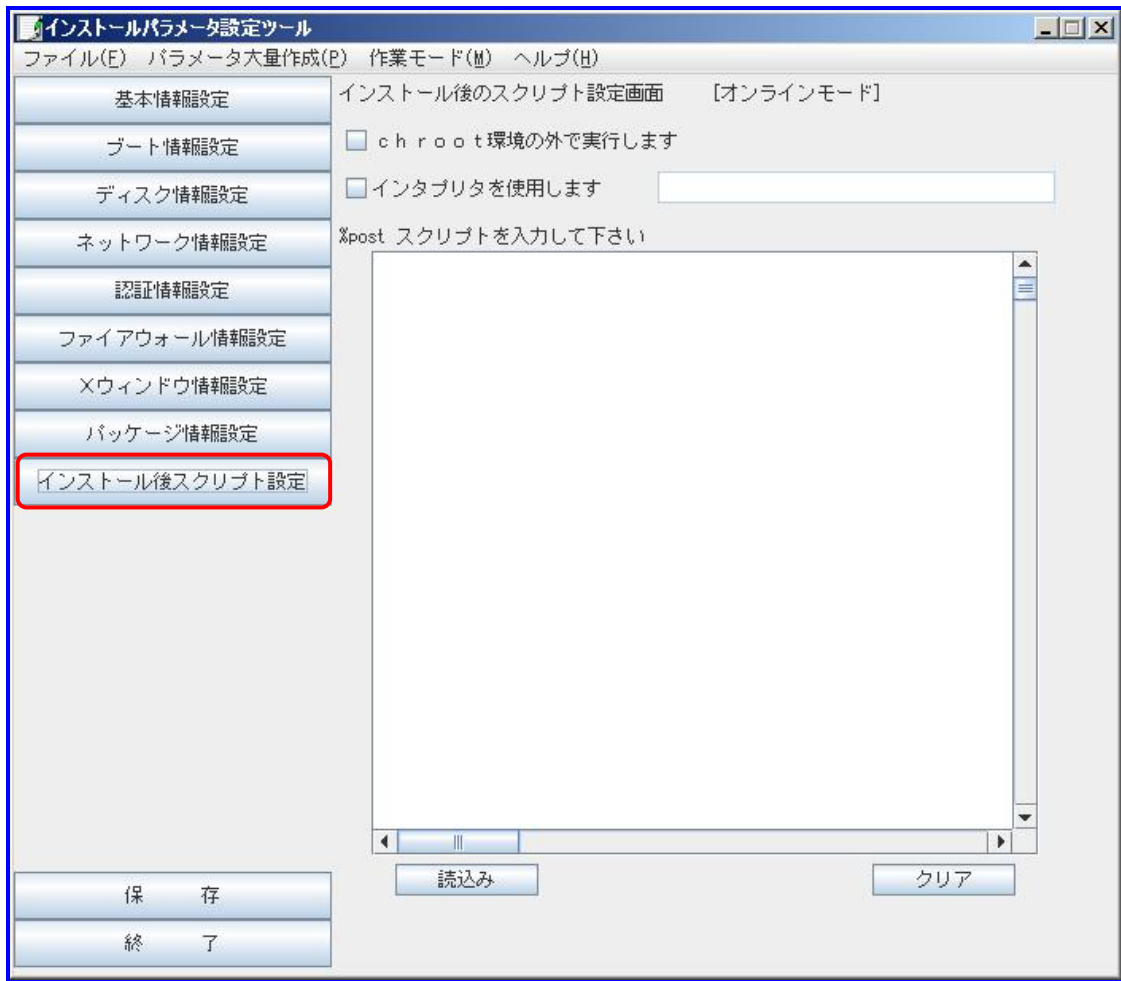 インストールパラメータ設定ツール
ファイル(F) パラメータ大量作成(P) 作業モード(M) ヘルプ(H)
基本情報設定
ブート情報設定
ディスク情報設定
ネットワーク情報設定
認証情報設定
ファイアウォール情報設定
Xウィンドウ情報設定
パッケージ情報設定
インストール後スクリプト設定
保 存
終 了
インストール後のスクリプト設定画面 [オンラインモード]
chroot環境の外で実行します
インタプリタを使用します
%post スクリプトを入力して下さい
読込み
クリア